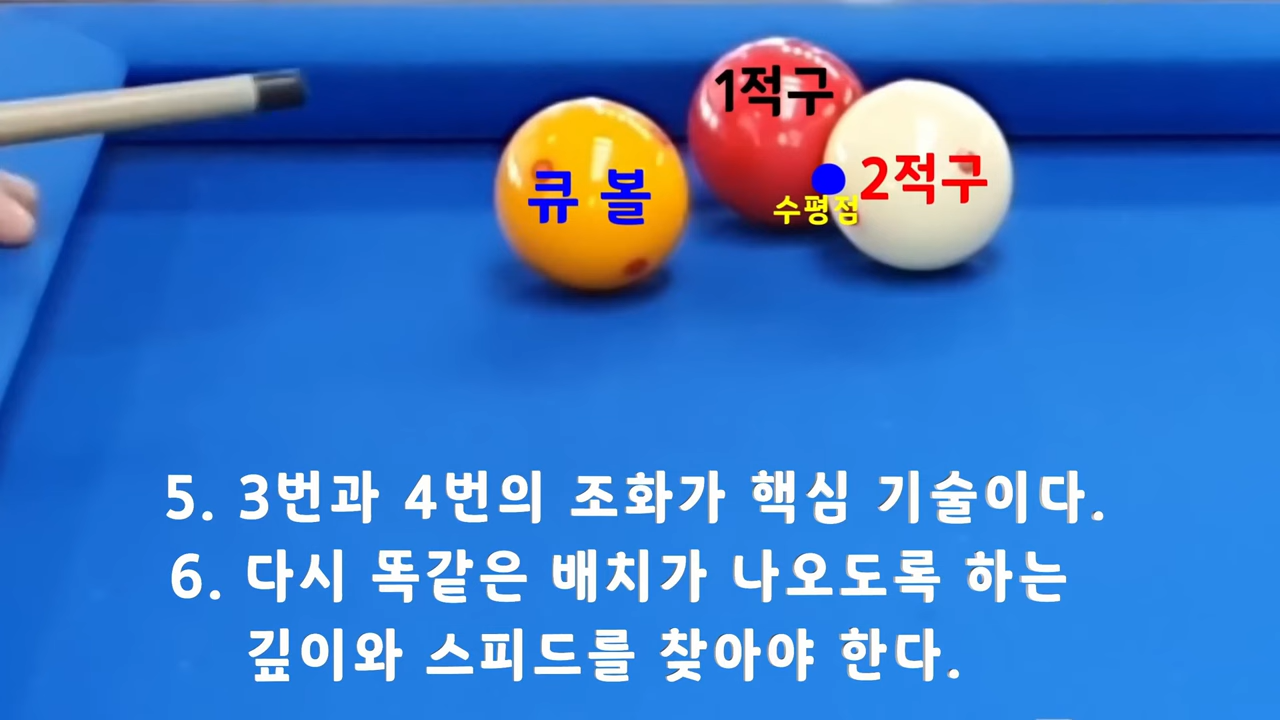 1적구
큐 볼
2적구
수평점
5. 3번과 4번의 조화가 핵심 기술이다.
6. 다시 똑같은 배치가 나오도록 하는
깊이와 스피드를 찾아야 한다.